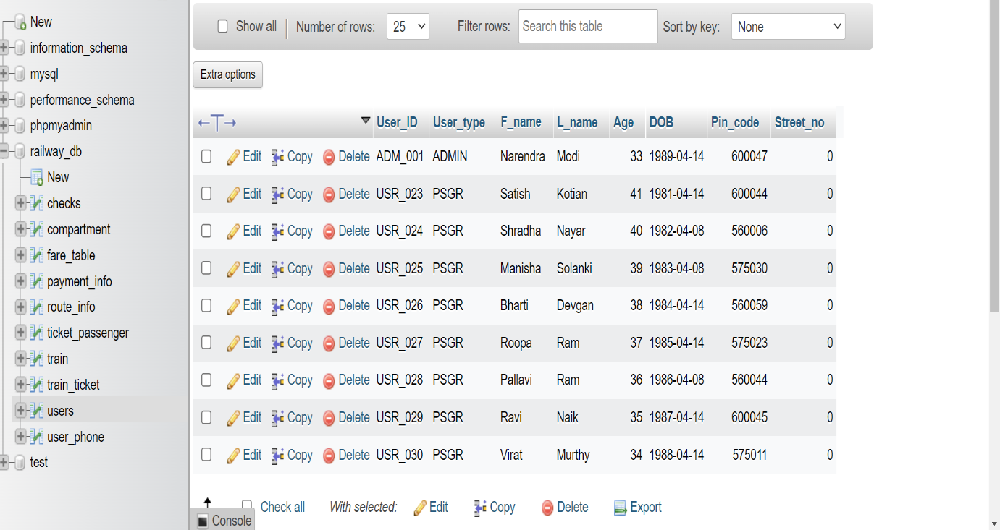 New
information_schema
mysql
performance_schema
phpmyadmin
railway_db
New
checks
compartment
fare_table
payment_info
route_info
ticket_passenger
train
train_ticket
users
user_phone
test
Show all Number of rows: 25 Filter rows: Search this table Sort by key: None
Extra options
←T→ User_ID User_type F_name L_name Age DOB Pin_code Street_no
Edit Copy Delete ADM_001 ADMIN Narendra Modi 33 1989-04-14 600047 0
Edit Copy Delete USR_023 PSGR Satish Kotian 41 1981-04-14 600044 0
Edit Copy Delete USR_024 PSGR Shradha Nayar 40 1982-04-08 560006 0
Edit Copy Delete USR_025 PSGR Manisha Solanki 39 1983-04-08 575030 0
Edit Copy Delete USR_026 PSGR Bharti Devgan 38 1984-04-14 560059 0
Edit Copy Delete USR_027 PSGR Roopa Ram 37 1985-04-14 575023 0
Edit Copy Delete USR_028 PSGR Pallavi Ram 36 1986-04-08 560044 0
Edit Copy Delete USR_029 PSGR Ravi Naik 35 1987-04-14 600045 0
Edit Copy Delete USR_030 PSGR Virat Murthy 34 1988-04-14 575011 0
Check all With selected: Edit Copy Delete Export
Console